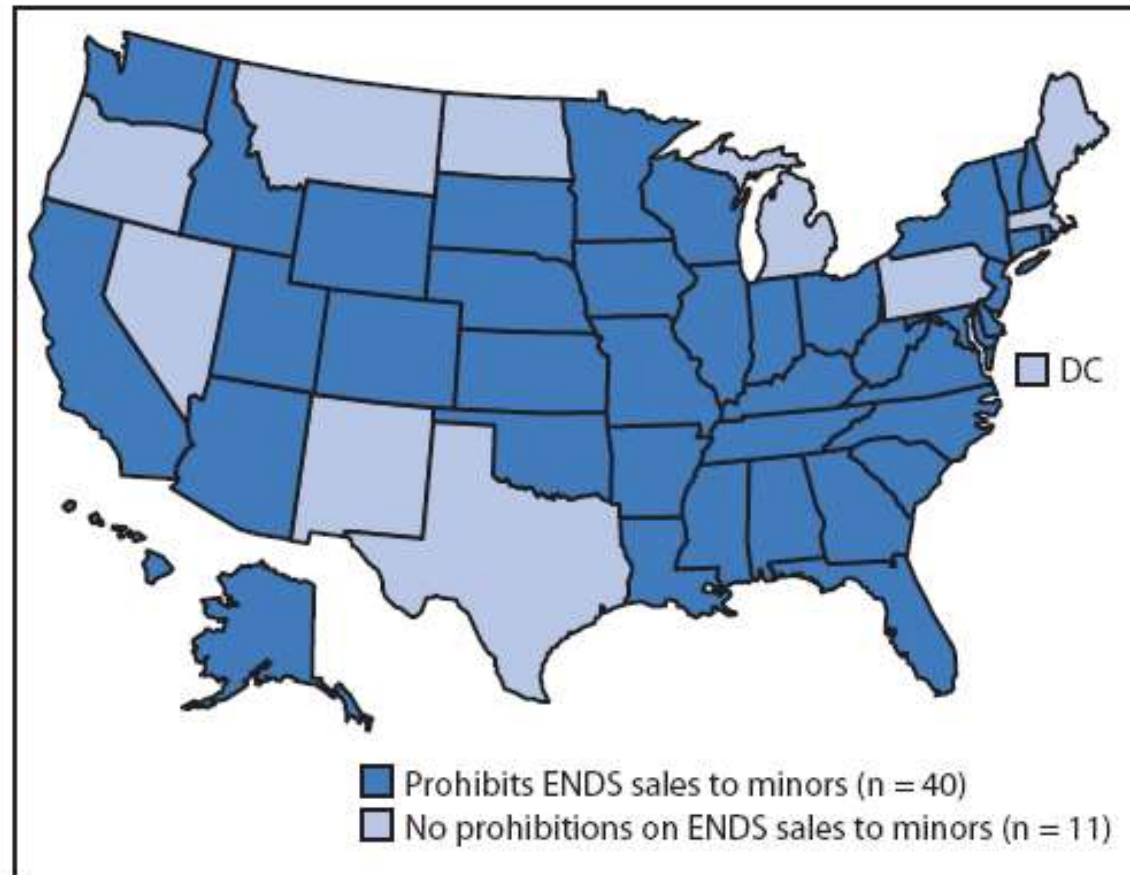 DC
Prohibits ENDS sales to minors (n = 40)
No prohibitions on ENDS sales to minors (n = 11)